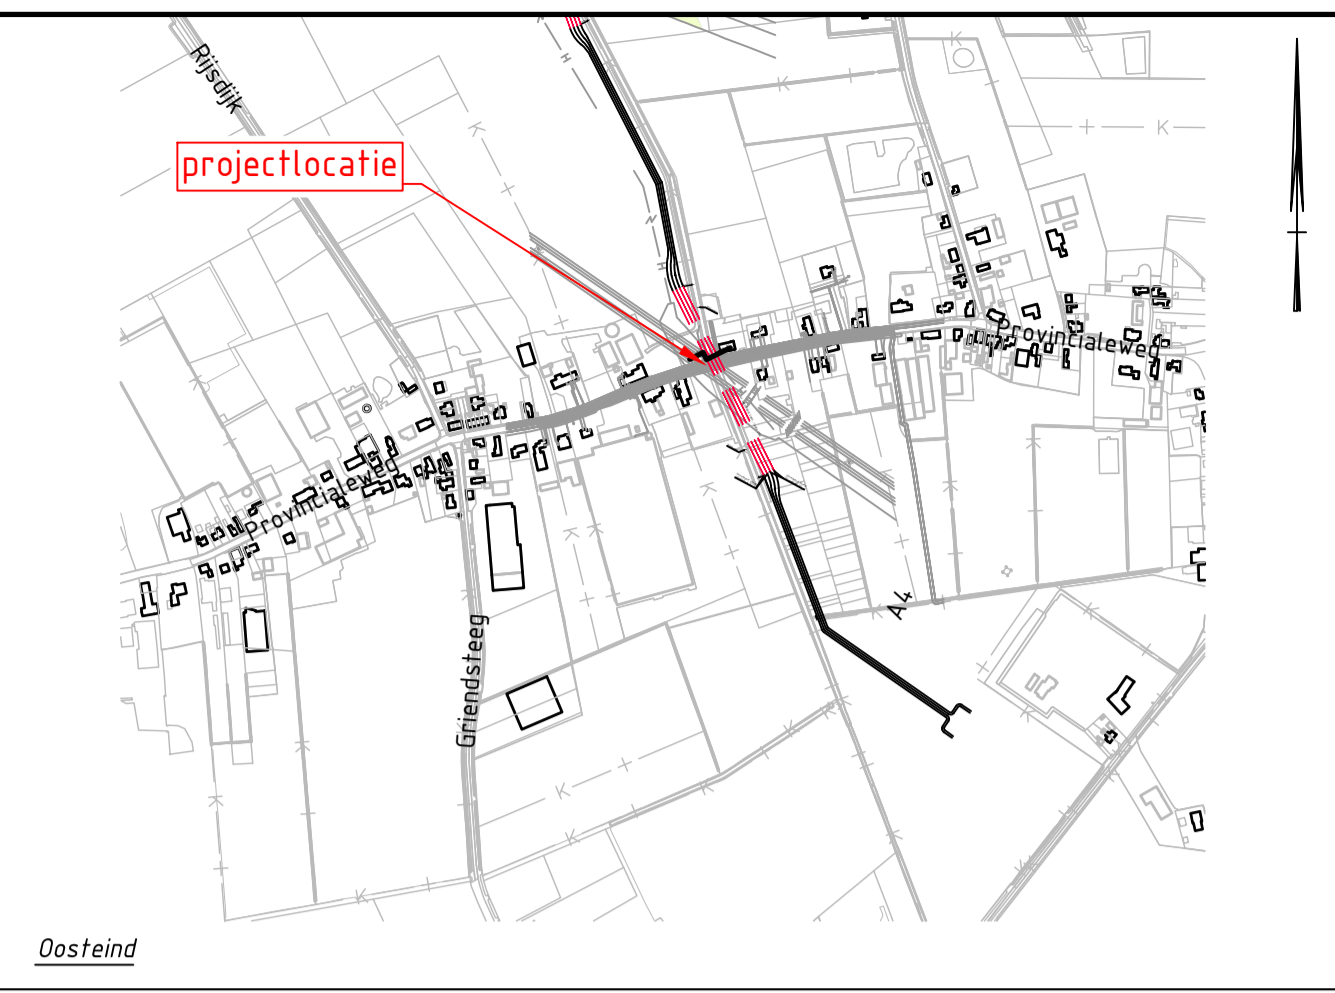 Rijsdijk
projectlocatie
Provincialeweg
Provincialeweg
A4
Griendsteeg
Oosteind